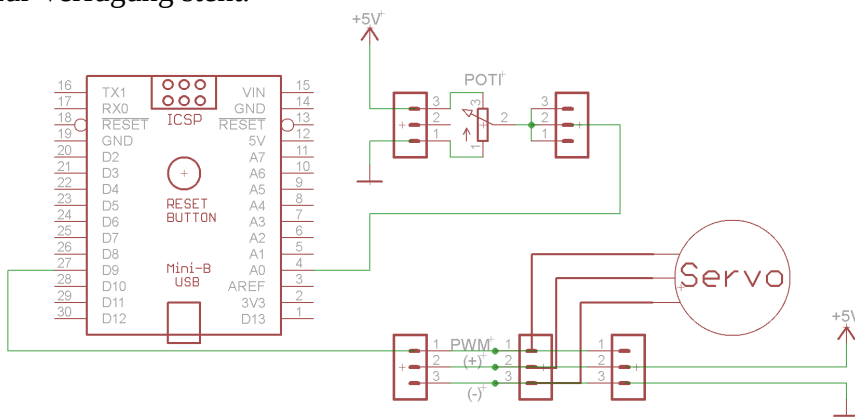 zur Verfügung steht.
+5V
POTI
16 TX1 VIN 15
17 RX0 ICSP GND 14
18 RESET RESET 13
19 GND 5V 12
20 D2 A7 11
21 D3 A6 10
22 D4 A5 9
23 D5 RESET A4 8
24 D6 BUTTON A3 7
25 D7 A2 6
26 D8 A1 5
27 D9 Mini-B A0 4
28 D10 USB AREF 3
29 D11 3V3 2
30 D12 D13 1
3
2
1
3
1
2
3
2
1
Servo
+5V
1 PWM 1 1
2 (+) 2 2
3 (-) 3 3